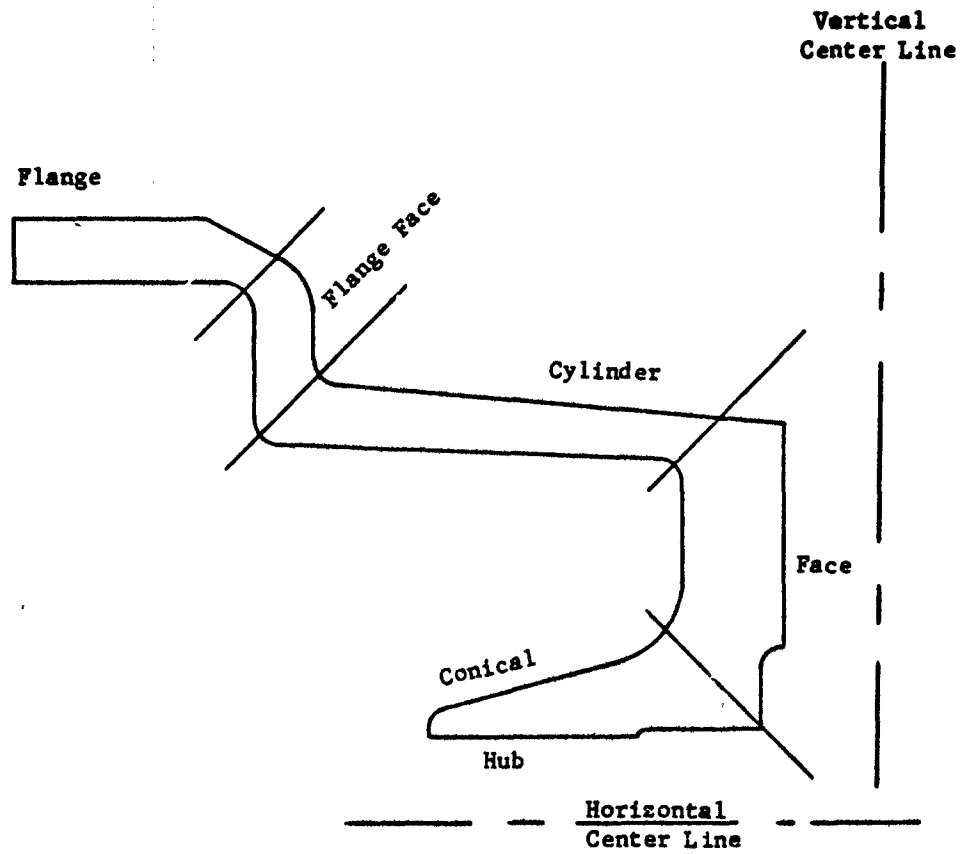 Vertical
Center Line
Flange
Flange Face
Cylinder
Face
Conical
Hub
Horizontal
Center Line